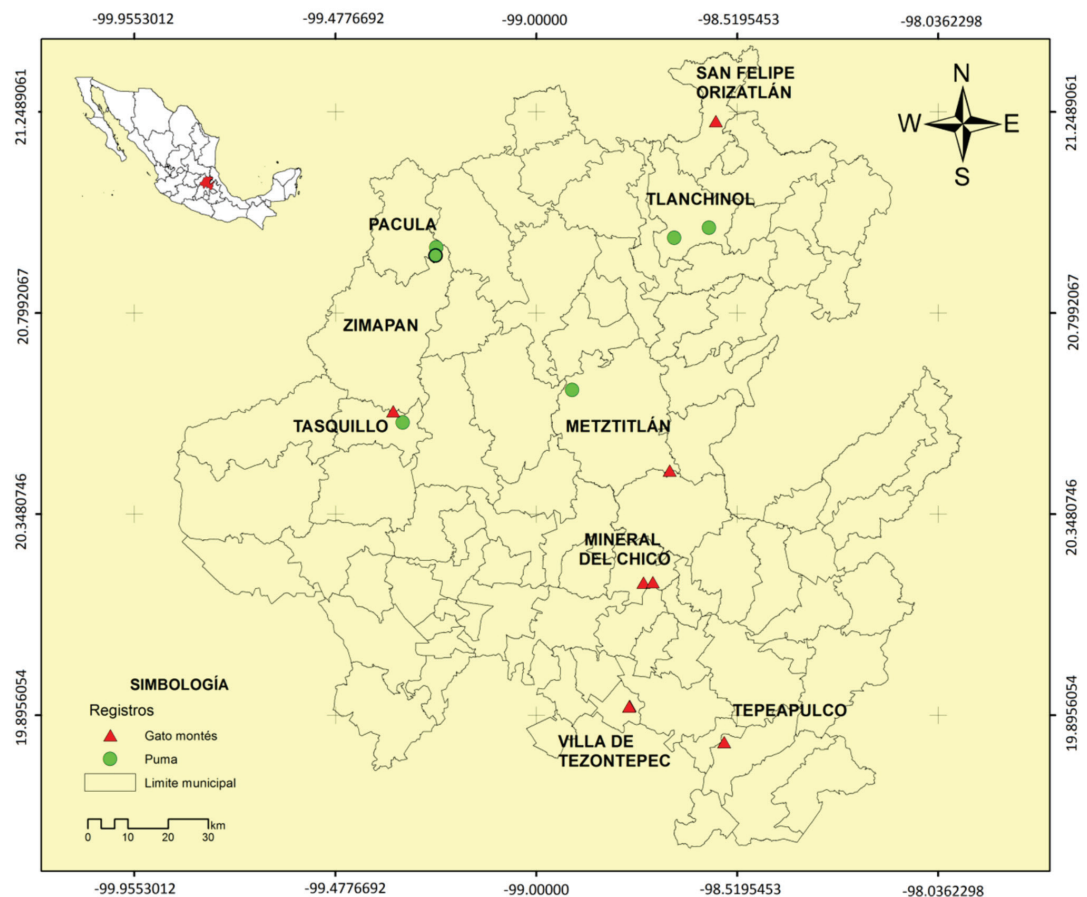 -99.9553012
-99.4776692
-99.00000
-98.5195453
-98.0362298
21.2489061
20.7992067
20.3480746
19.8956054
21.2489061
20.7992067
20.3480746
19.8956054
N
W
E
S
SAN FELIPE
ORIZATLÁN
TLANCHINOL
PACULA
ZIMAPAN
TASQUILLO
METZTITLÁN
MINERAL
DEL CHICO
TEPEAPULCO
VILLA DE
TEZONTEPEC
SIMBOLOGÍA
Registros
Gato montés
Puma
Limite municipal
km
0 10 20 30
-99.9553012
-99.4776692
-99.00000
-98.5195453
-98.0362298